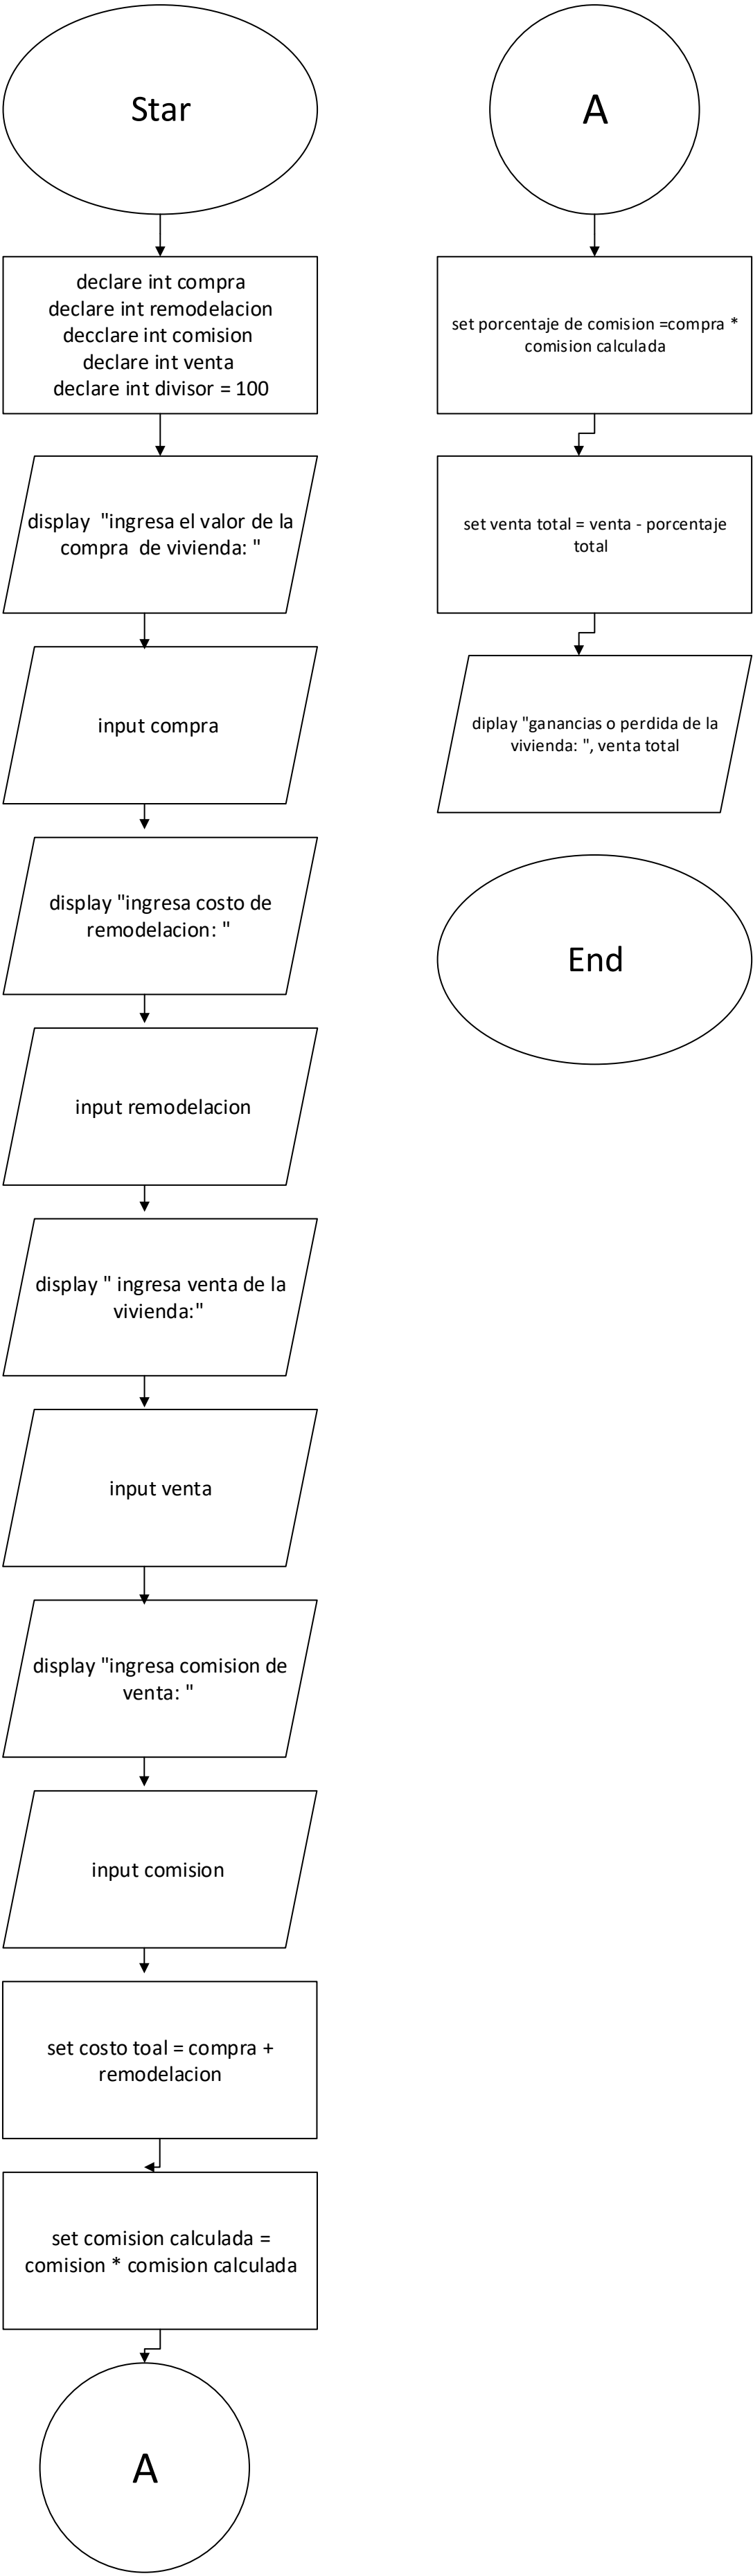 Star
declare int compra
declare int remodelacion
decclare int comision
declare int venta
declare int divisor = 100
display  "ingresa el valor de la
compra  de vivienda: "
input compra
display "ingresa costo de
remodelacion: "
input remodelacion
display " ingresa venta de la
vivienda:"
input venta
display "ingresa comision de
venta: "
input comision
set costo toal = compra +
remodelacion
set comision calculada =
comision * comision calculada
A
A
set porcentaje de comision =compra *
comision calculada
set venta total = venta - porcentaje
total
diplay "ganancias o perdida de la
vivienda: ", venta total
End